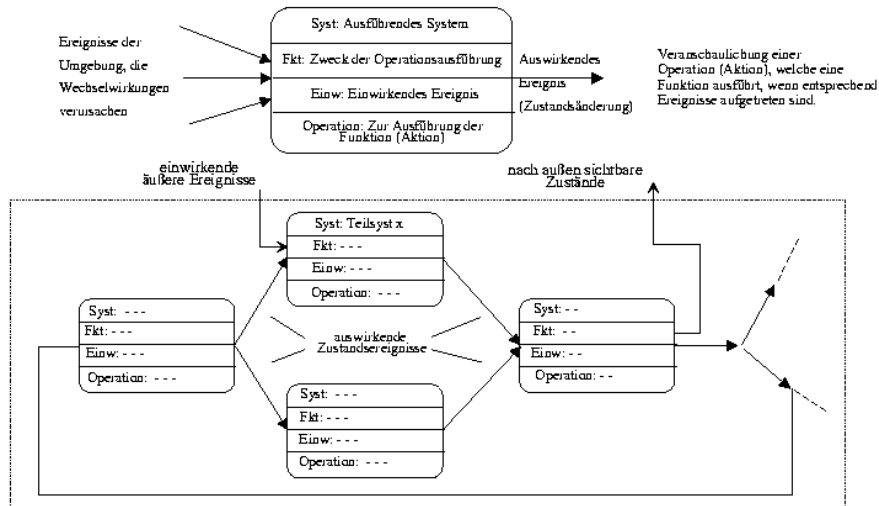 Syst: Ausführendes System
Fkt: Zweck der Operationsausführung
Einw: Einwirkendes Ereignis
Operation: Zur Ausführung der
Funktion (Aktion)
Ereignisse der
Umgebung, die
Wechselwirkungen
verursachen
Auswirkendes
Ereignis
(Zustandsänderung)
Veranschaulichung einer
Operation (Aktion), welche eine
Funktion ausführt, wenn entsprechend
Ereignisse aufgetreten sind.
einwirkende
äußere Ereignisse
nach außen sichtbare
Zustände
Syst: Teilsyst x
Fkt: - - -
Einw: - - -
Operation: - - -
Syst: - - -
Fkt: - - -
Einw: - - -
Operation: - - -
auswirkende
Zustandsereignisse
Syst: - -
Fkt: - -
Einw: - -
Operation: - -
Syst: - - -
Fkt: - - -
Einw: - - -
Operation: - - -